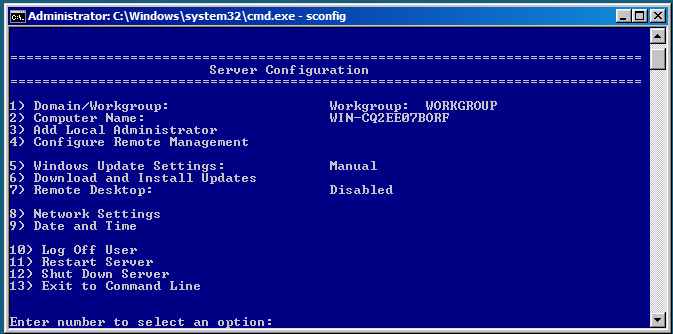 Administrator: C:\Windows\system32\cmd.exe - sconfig
===============================================================================
Server Configuration
===============================================================================
1) Domain/Workgroup: Workgroup: WORKGROUP
2) Computer Name: WIN-CQ2EE07BORF
3) Add Local Administrator
4) Configure Remote Management
5) Windows Update Settings: Manual
6) Download and Install Updates
7) Remote Desktop: Disabled
8) Network Settings
9) Date and Time
10) Log Off User
11) Restart Server
12) Shut Down Server
13) Exit to Command Line
Enter number to select an option: